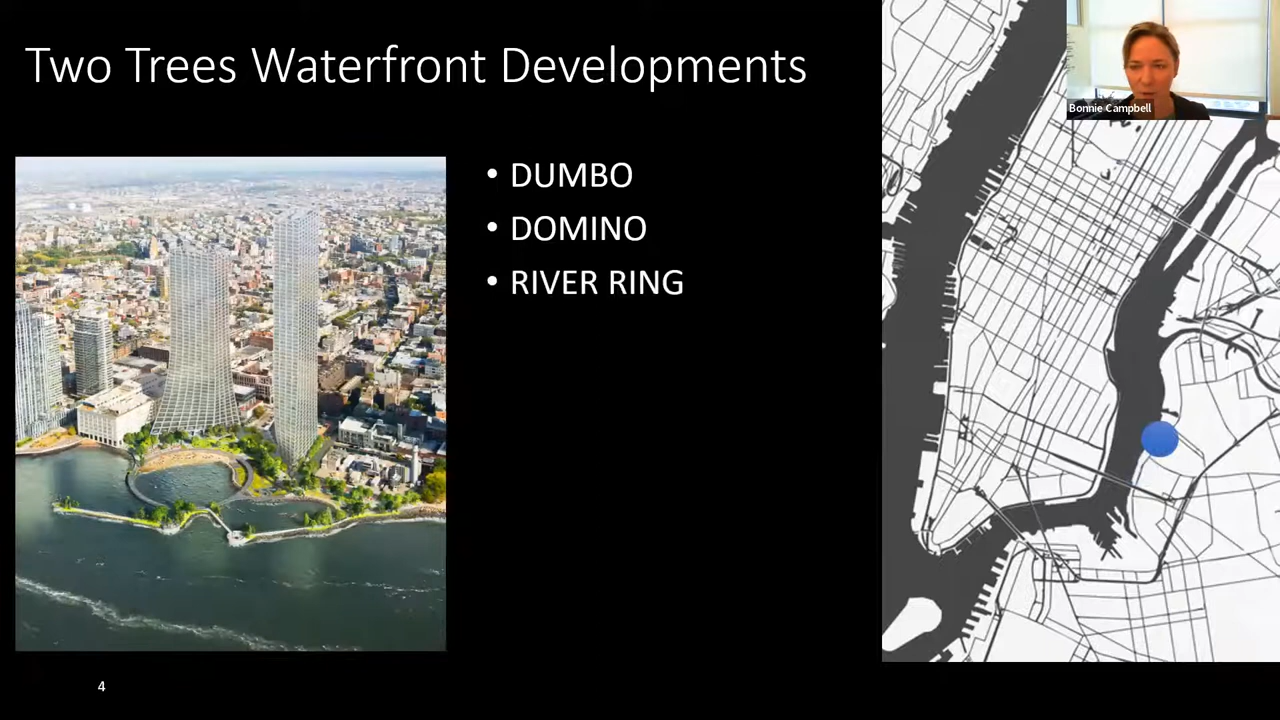 Two Trees Waterfront Developments
Bonnie Campbell
• DUMBO
• DOMINO
• RIVER RING
4